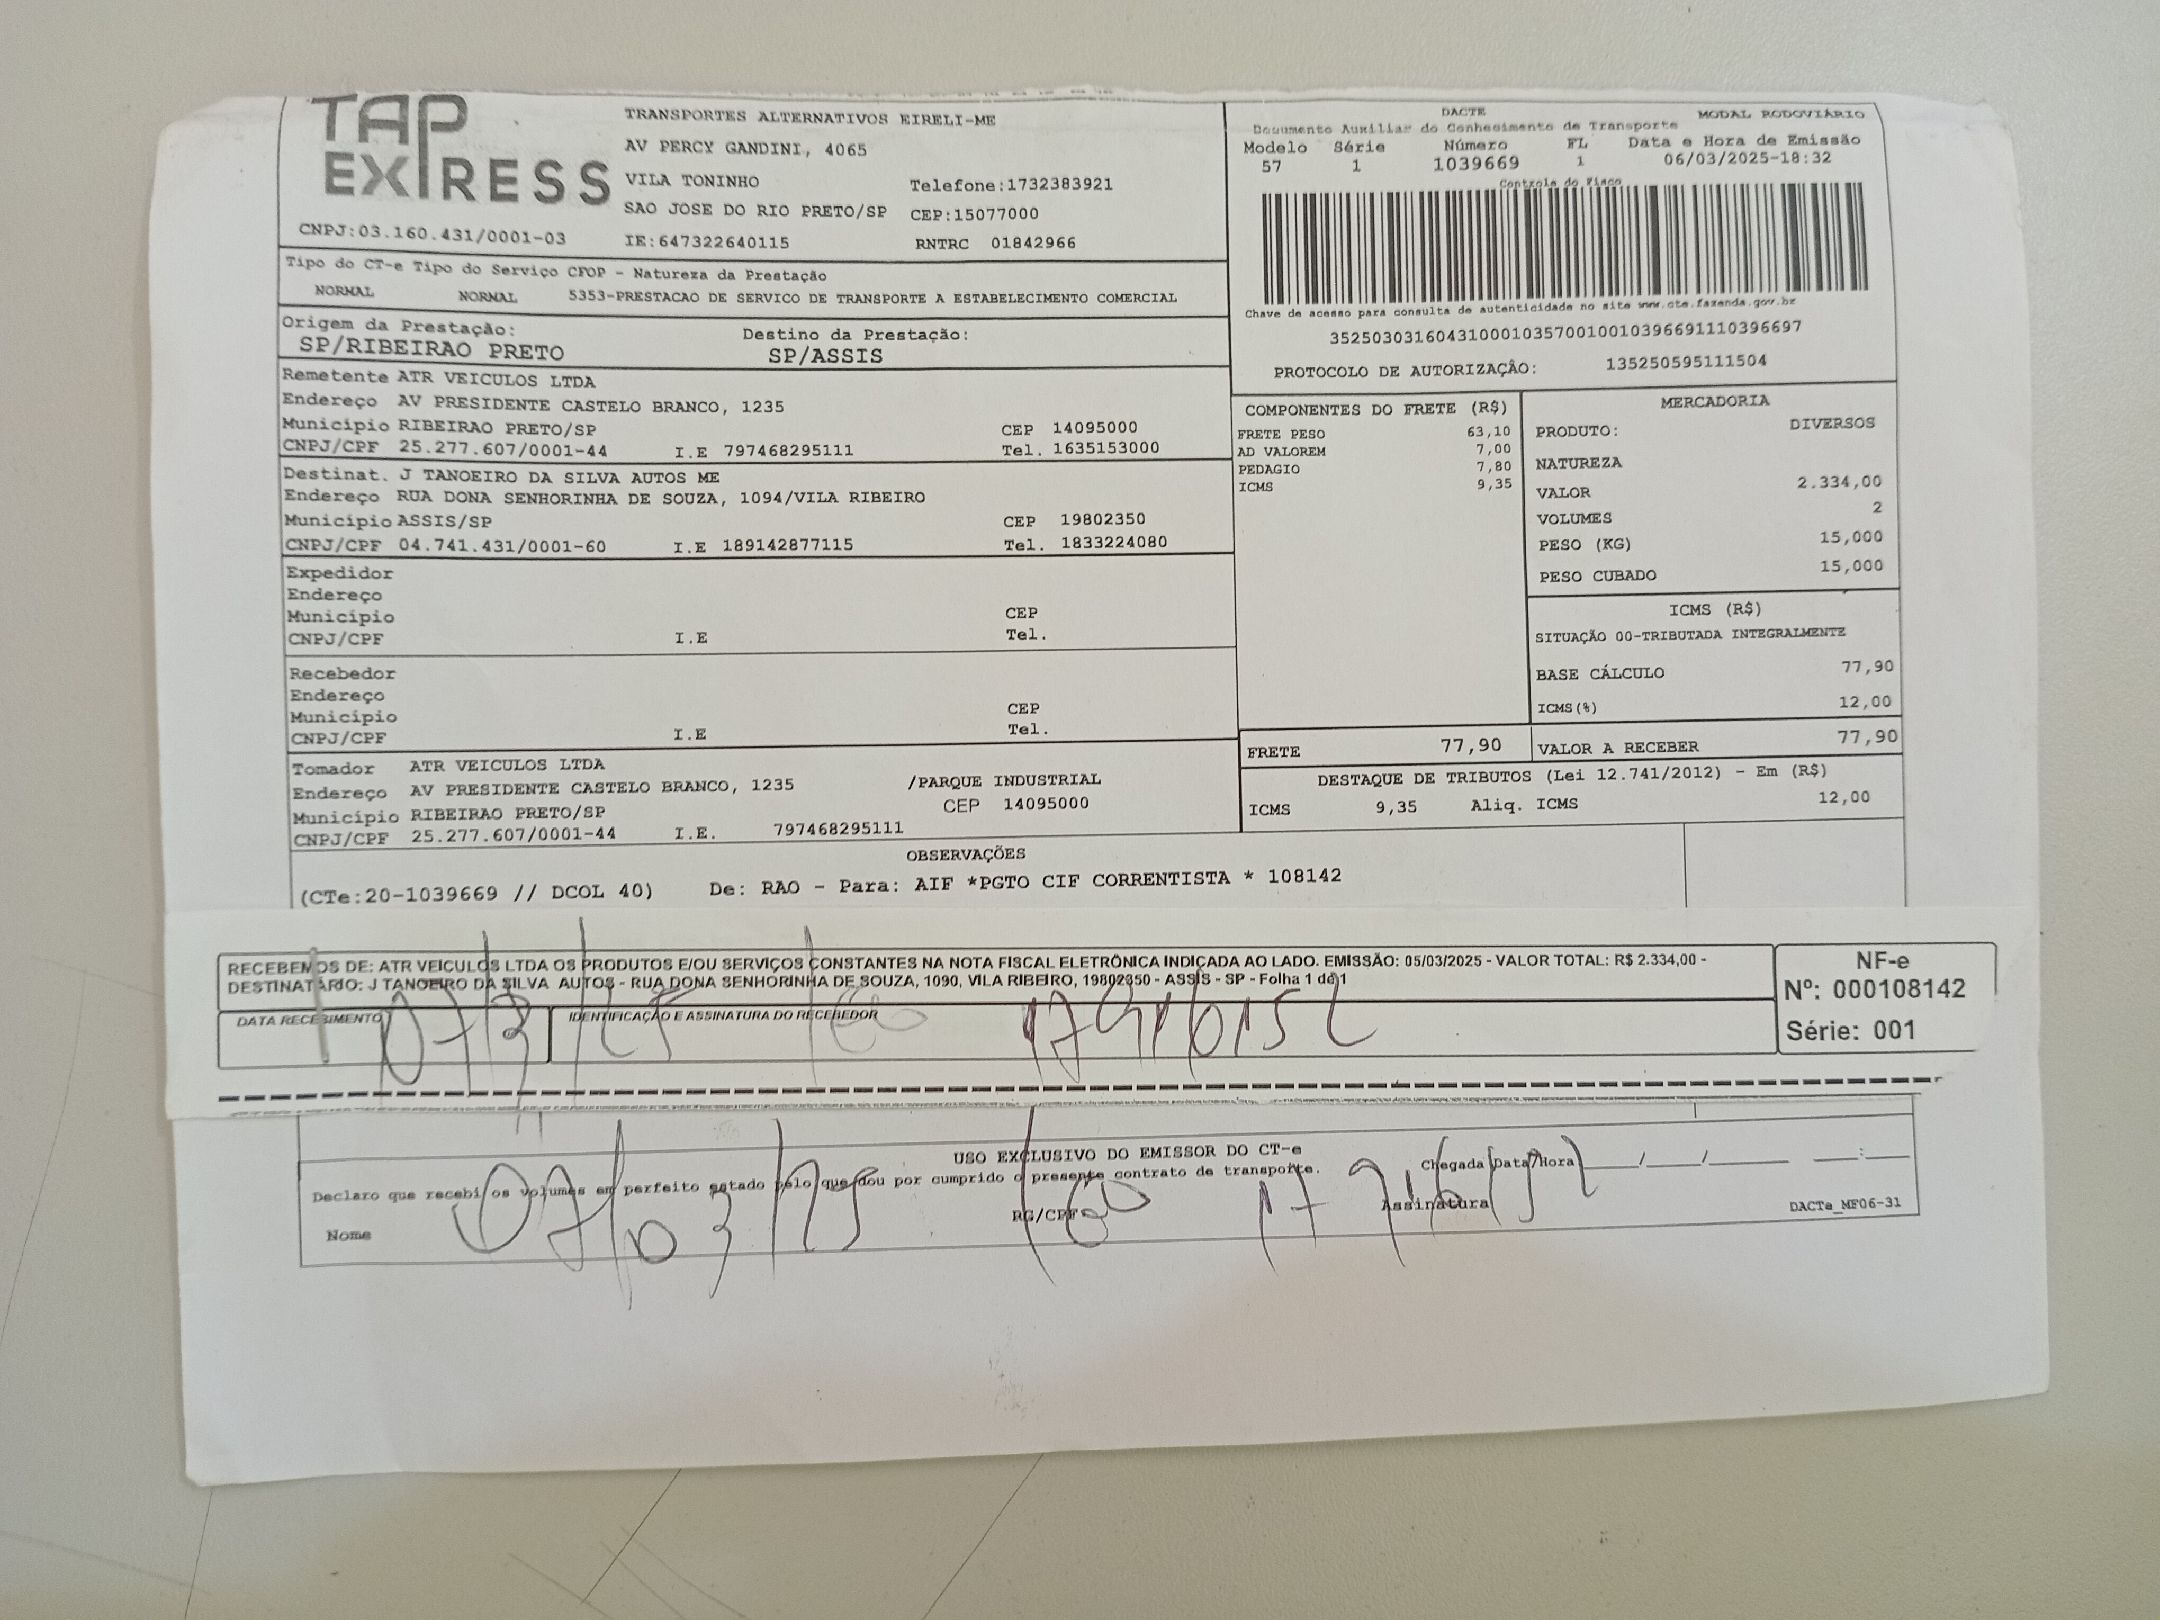 TAP EXPRESS
CNPJ:03.160.431/0001-03
TRANSPORTES ALTERNATIVOS EIRELI-ME
AV PERCY GANDINI, 4065
VILA TONINHO Telefone:1732383921
SAO JOSE DO RIO PRETO/SP CEP:15077000
IE:647322640115 RNTRC 01842966
DACTE MODAL RODOVIÁRIO
Documento Auxiliar do Conhecimento de Transporte
Modelo Série Número FL Data e Hora de Emissão
57 1 1039669 1 06/03/2025-18:32
Controle do Fisco
Chave de acesso para consulta de autenticidade no site www.cte.fazenda.gov.br
35250303160431000103570010010396691110396697
PROTOCOLO DE AUTORIZAÇÂO: 135250595111504
Tipo do CT-e Tipo do Serviço CFOP - Natureza da Prestação
NORMAL NORMAL 5353-PRESTACAO DE SERVICO DE TRANSPORTE A ESTABELECIMENTO COMERCIAL
Origem da Prestação: Destino da Prestação:
SP/RIBEIRAO PRETO SP/ASSIS
Remetente ATR VEICULOS LTDA
Endereço AV PRESIDENTE CASTELO BRANCO, 1235
Município RIBEIRAO PRETO/SP CEP 14095000
CNPJ/CPF 25.277.607/0001-44 I.E 797468295111 Tel. 1635153000
Destinat. J TANOEIRO DA SILVA AUTOS ME
Endereço RUA DONA SENHORINHA DE SOUZA, 1094/VILA RIBEIRO
Município ASSIS/SP CEP 19802350
CNPJ/CPF 04.741.431/0001-60 I.E 189142877115 Tel. 1833224080
Expedidor
Endereço
Município CEP
CNPJ/CPF I.E Tel.
Recebedor
Endereço
Município CEP
CNPJ/CPF I.E Tel.
Tomador ATR VEICULOS LTDA
Endereço AV PRESIDENTE CASTELO BRANCO, 1235 /PARQUE INDUSTRIAL
Município RIBEIRAO PRETO/SP CEP 14095000
CNPJ/CPF 25.277.607/0001-44 I.E. 797468295111
COMPONENTES DO FRETE (R$)
FRETE PESO 63,10
AD VALOREM 7,00
PEDAGIO 7,80
ICMS 9,35
MERCADORIA
PRODUTO: DIVERSOS
NATUREZA
VALOR 2.334,00
VOLUMES 2
PESO (KG) 15,000
PESO CUBADO 15,000
ICMS (R$)
SITUAÇÃO 00-TRIBUTADA INTEGRALMENTE
BASE CÁLCULO 77,90
ICMS(%) 12,00
FRETE 77,90 VALOR A RECEBER 77,90
DESTAQUE DE TRIBUTOS (Lei 12.741/2012) - Em (R$)
ICMS 9,35 Aliq. ICMS 12,00
OBSERVAÇÕES
(CTe:20-1039669 // DCOL 40) De: RAO - Para: AIF *PGTO CIF CORRENTISTA * 108142
RECEBEMOS DE: ATR VEICULOS LTDA OS PRODUTOS E/OU SERVIÇOS CONSTANTES NA NOTA FISCAL ELETRÔNICA INDICADA AO LADO. EMISSÃO: 05/03/2025 - VALOR TOTAL: R$ 2.334,00 -
DESTINATÁRIO: J TANOEIRO DA SILVA AUTOS - RUA DONA SENHORINHA DE SOUZA, 1090, VILA RIBEIRO, 19802350 - ASSIS - SP - Folha 1 de 1
DATA RECEBIMENTO IDENTIFICAÇÃO E ASSINATURA DO RECEBEDOR
NF-e
Nº: 000108142
Série: 001
USO EXCLUSIVO DO EMISSOR DO CT-e
Declaro que recebi os volumes em perfeito estado pelo que dou por cumprido o presente contrato de transporte.
Chegada Data/Hora ___/___/___ ___:___
Nome RG/CPF Assinatura
07/03/25
DACTe_MF06-31